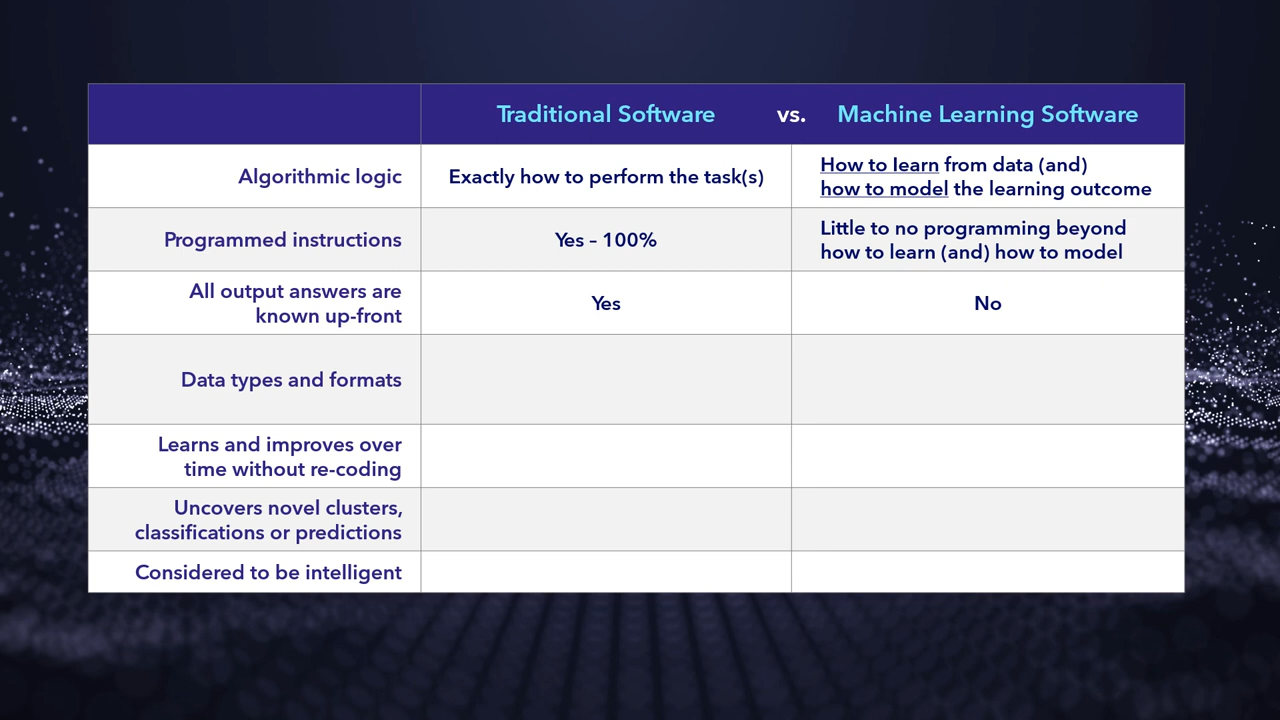 Traditional Software vs. Machine Learning Software
Algorithmic logic
Exactly how to perform the task(s)
How to learn from data (and)
how to model the learning outcome
Programmed instructions
Yes – 100%
Little to no programming beyond
how to learn (and) how to model
All output answers are
known up-front
Yes
No
Data types and formats
Learns and improves over
time without re-coding
Uncovers novel clusters,
classifications or predictions
Considered to be intelligent